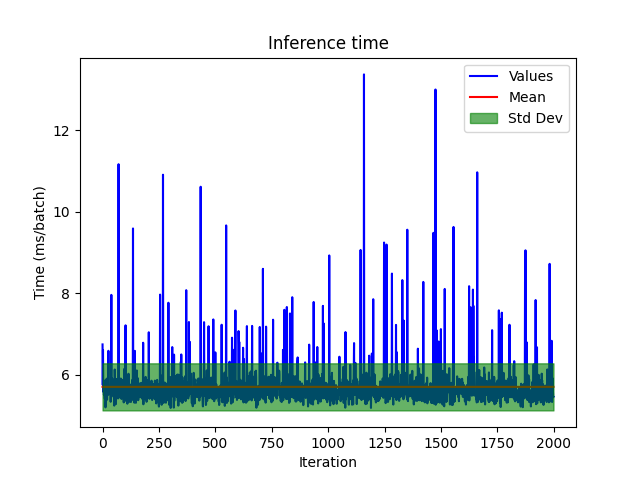 Inference time
Values
Mean
Std Dev
Time (ms/batch)
12
10
8
6
0 250 500 750 1000 1250 1500 1750 2000
Iteration